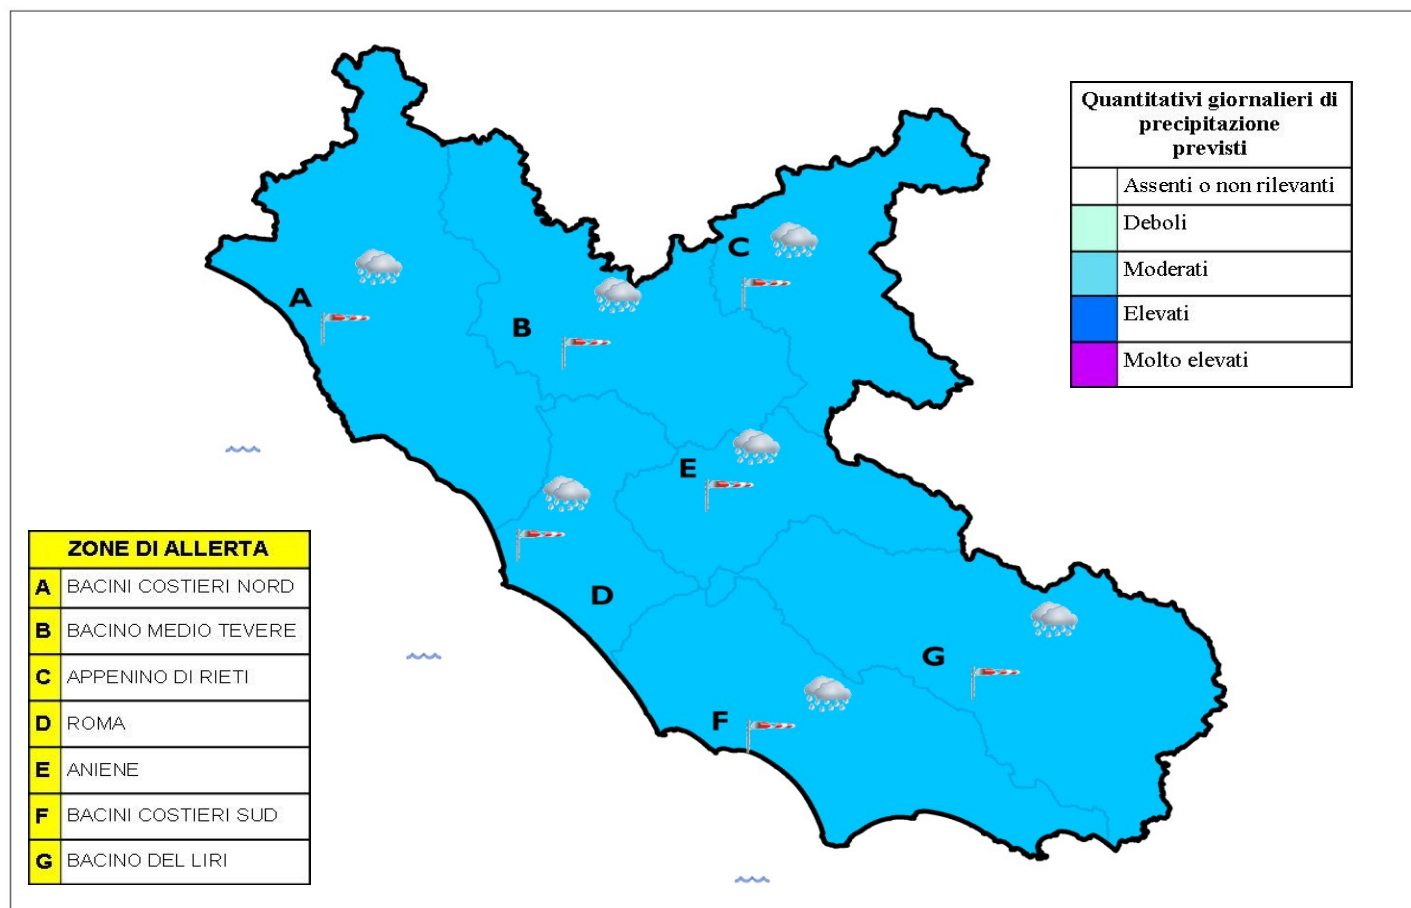 Quantitativi giornalieri di
precipitazione
previsti
Assenti o non rilevanti
Deboli
Moderati
Elevati
Molto elevati
C
A
B
E
D
G
F
ZONE DI ALLERTA
A BACINI COSTIERI NORD
B BACINO MEDIO TEVERE
C APPENINO DI RIETI
D ROMA
E ANIENE
F BACINI COSTIERI SUD
G BACINO DEL LIRI